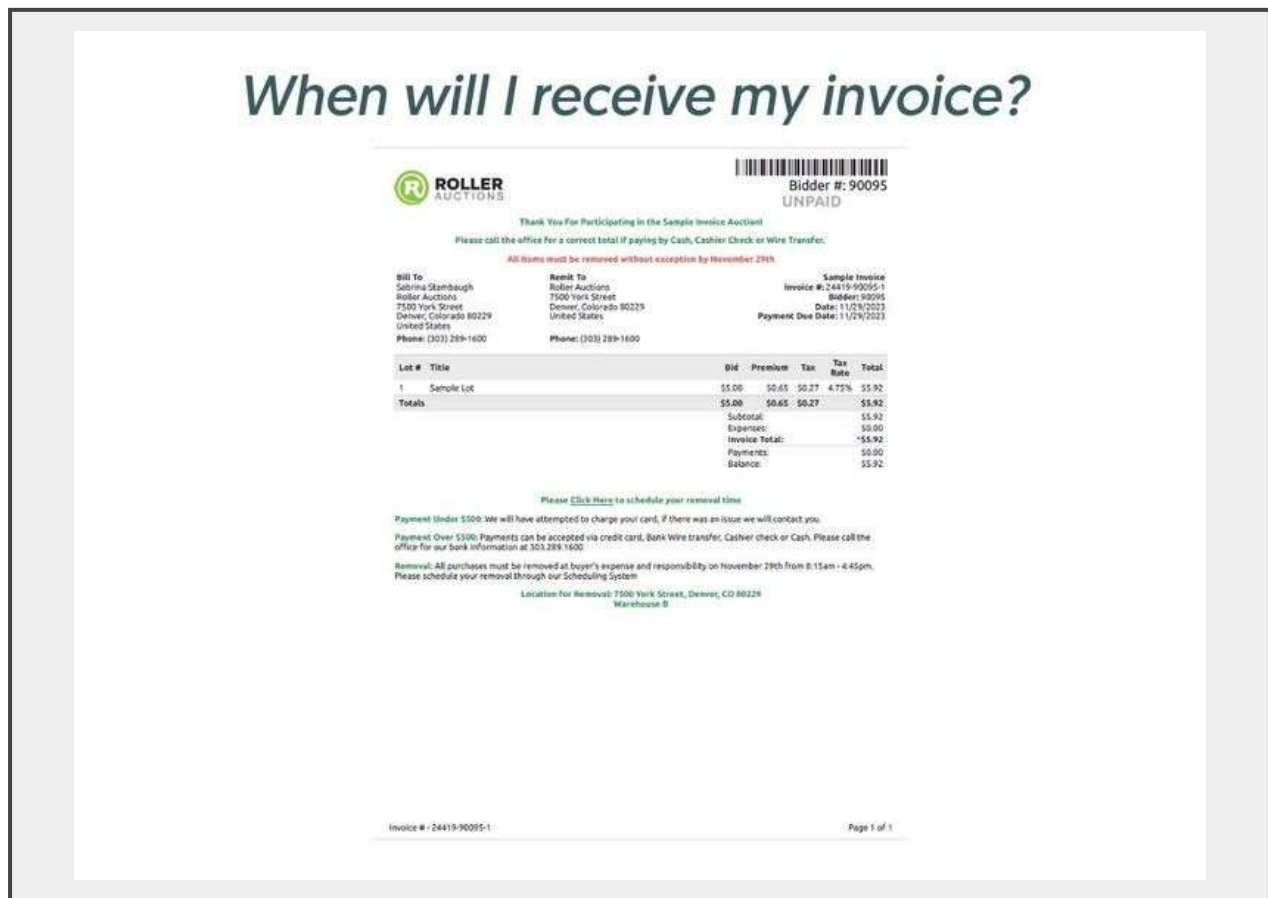 When will I receive my invoice?
R ROLLER
AUCTIONS
Bidder #: 90095
UNPAID
Thank You For Participating in the Sample Invoice Auction!
Please call the office for a correct total if paying by Cash, Cashier Check or Wire Transfer.
All items must be removed without exception by November 29th
Bill To
Sabrina Stambaugh
Roller Auctions
7500 York Street
Denver, Colorado 80229
United States
Phone: (303) 289-1600
Remit To
Roller Auctions
7500 York Street
Denver, Colorado 80229
United States
Phone: (303) 289-1600
Sample Invoice
Invoice #: 24419-90095-1
Bidder: 90095
Date: 11/29/2023
Payment Due Date: 11/29/2023
Lot # Title Bid Premium Tax Tax Rate Total
1 Sample Lot $5.00 $0.65 $0.27 4.75% $5.92
Totals $5.00 $0.65 $0.27 $5.92
Subtotal: $5.92
Expenses: $0.00
Invoice Total: *$5.92
Payments: $0.00
Balance: $5.92
Please Click Here to schedule your removal time
Payment Under $500: We will have attempted to charge your card, if there was an issue we will contact you.
Payment Over $500: Payments can be accepted via credit card, Bank Wire transfer, Cashier check or Cash. Please call the
office for our bank information at 303.289.1600
Removal: All purchases must be removed at buyer's expense and responsibility on November 29th from 8:15am - 4:45pm.
Please schedule your removal through our Scheduling System
Location for Removal: 7500 York Street, Denver, CO 80229
Warehouse B
Invoice # - 24419-90095-1
Page 1 of 1